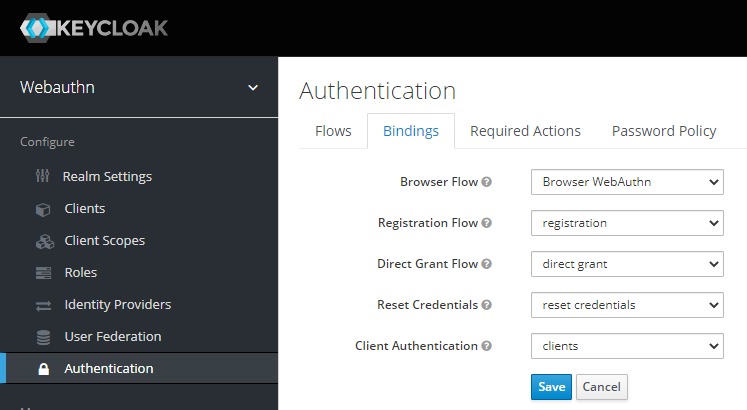 KEYCLOAK
Webauthn
Configure
Realm Settings
Clients
Client Scopes
Roles
Identity Providers
User Federation
Authentication
Authentication
Flows Bindings Required Actions Password Policy
Browser Flow Browser WebAuthn
Registration Flow registration
Direct Grant Flow direct grant
Reset Credentials reset credentials
Client Authentication clients
Save Cancel